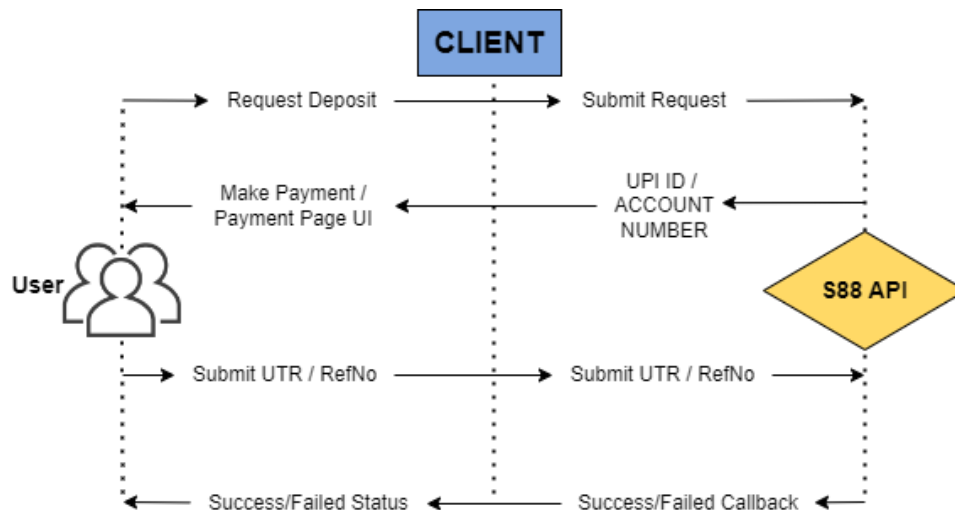 CLIENT
Request Deposit
Submit Request
Make Payment /
Payment Page UI
UPI ID /
ACCOUNT
NUMBER
User
S88 API
Submit UTR / RefNo
Submit UTR / RefNo
Success/Failed Status
Success/Failed Callback